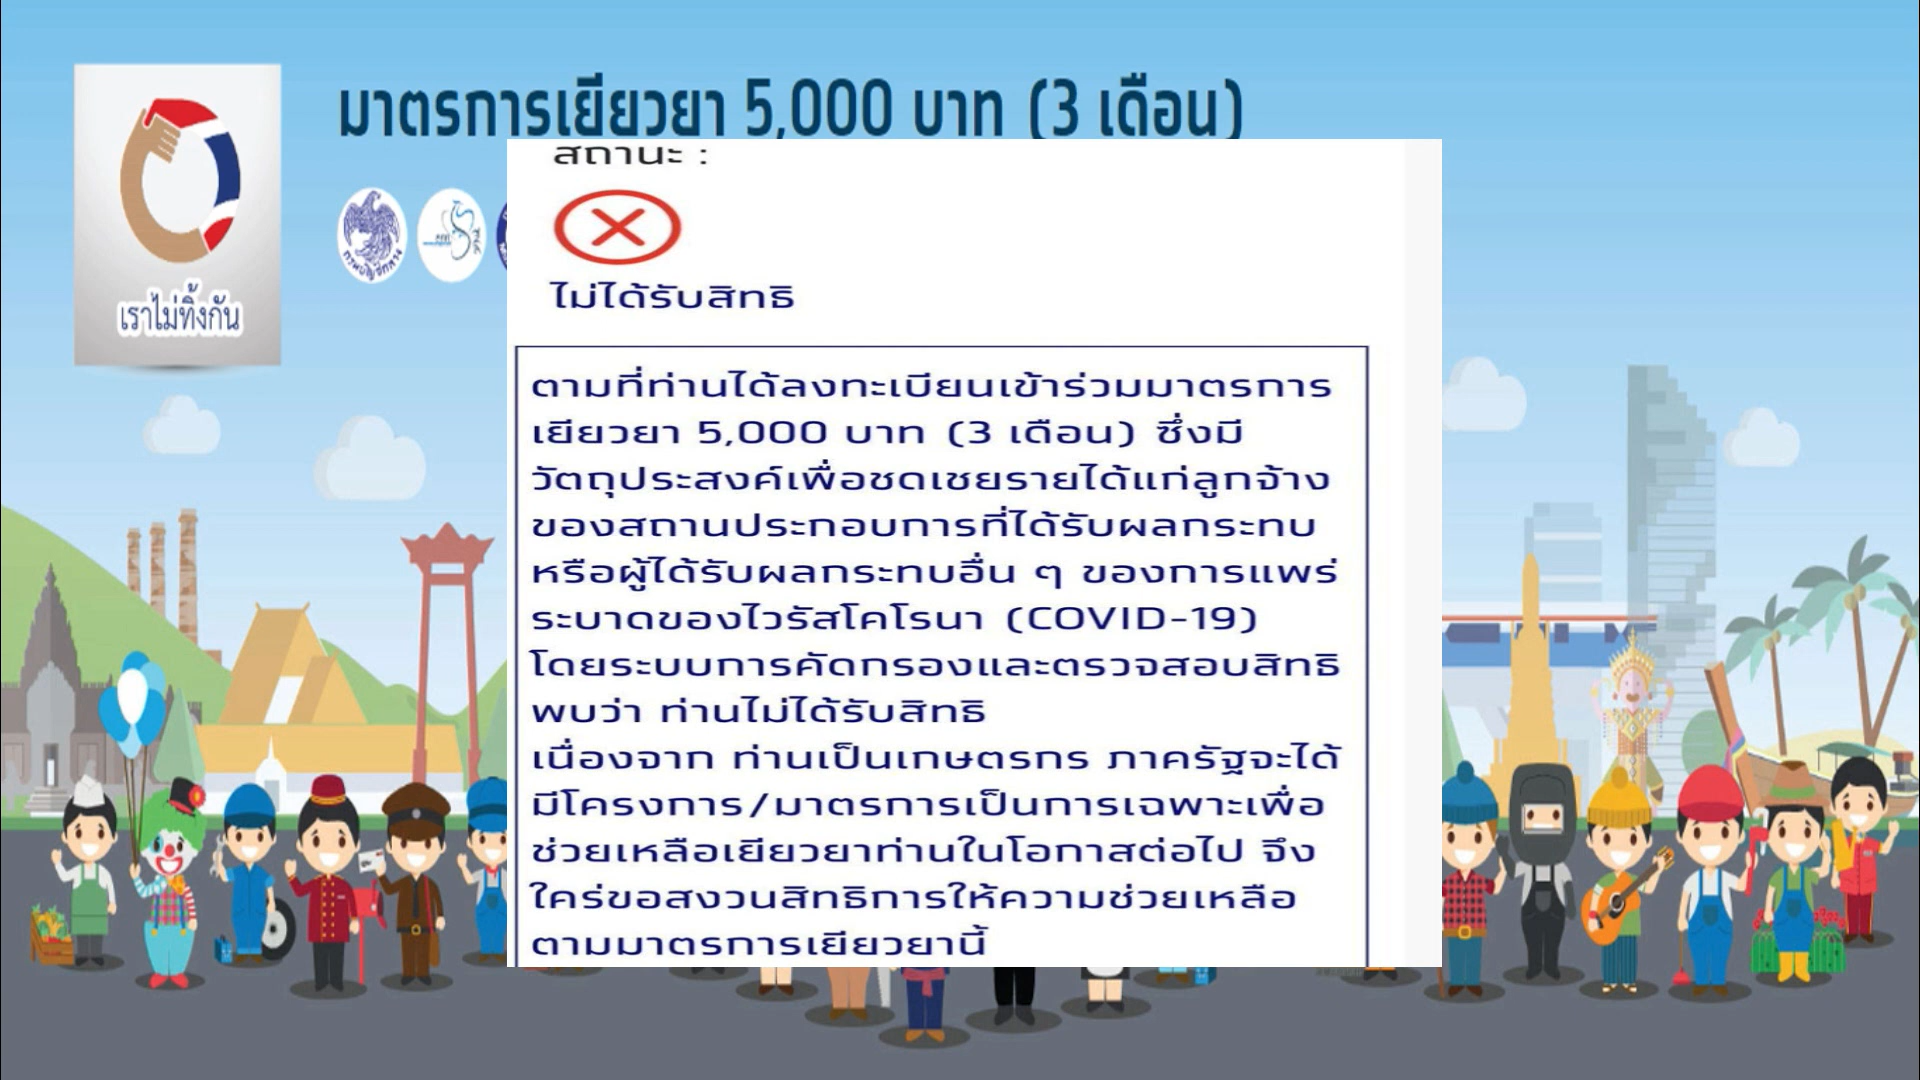 มาตรการเยียวยา 5,000 บาท (3 เดือน)
เราไม่ทิ้งกัน
กรมบัญชีกลาง
สถานะ :
ไม่ได้รับสิทธิ
ตามที่ท่านได้ลงทะเบียนเข้าร่วมมาตรการ
เยียวยา 5,000 บาท (3 เดือน) ซึ่งมี
วัตถุประสงค์เพื่อชดเชยรายได้แก่ลูกจ้าง
ของสถานประกอบการที่ได้รับผลกระทบ
หรือผู้ได้รับผลกระทบอื่น ๆ ของการแพร่
ระบาดของไวรัสโคโรนา (COVID-19)
โดยระบบการคัดกรองและตรวจสอบสิทธิ
พบว่า ท่านไม่ได้รับสิทธิ
เนื่องจาก ท่านเป็นเกษตรกร ภาครัฐจะได้
มีโครงการ/มาตรการเป็นการเฉพาะเพื่อ
ช่วยเหลือเยียวยาท่านในโอกาสต่อไป จึง
ใคร่ขอสงวนสิทธิการให้ความช่วยเหลือ
ตามมาตรการเยียวยานี้